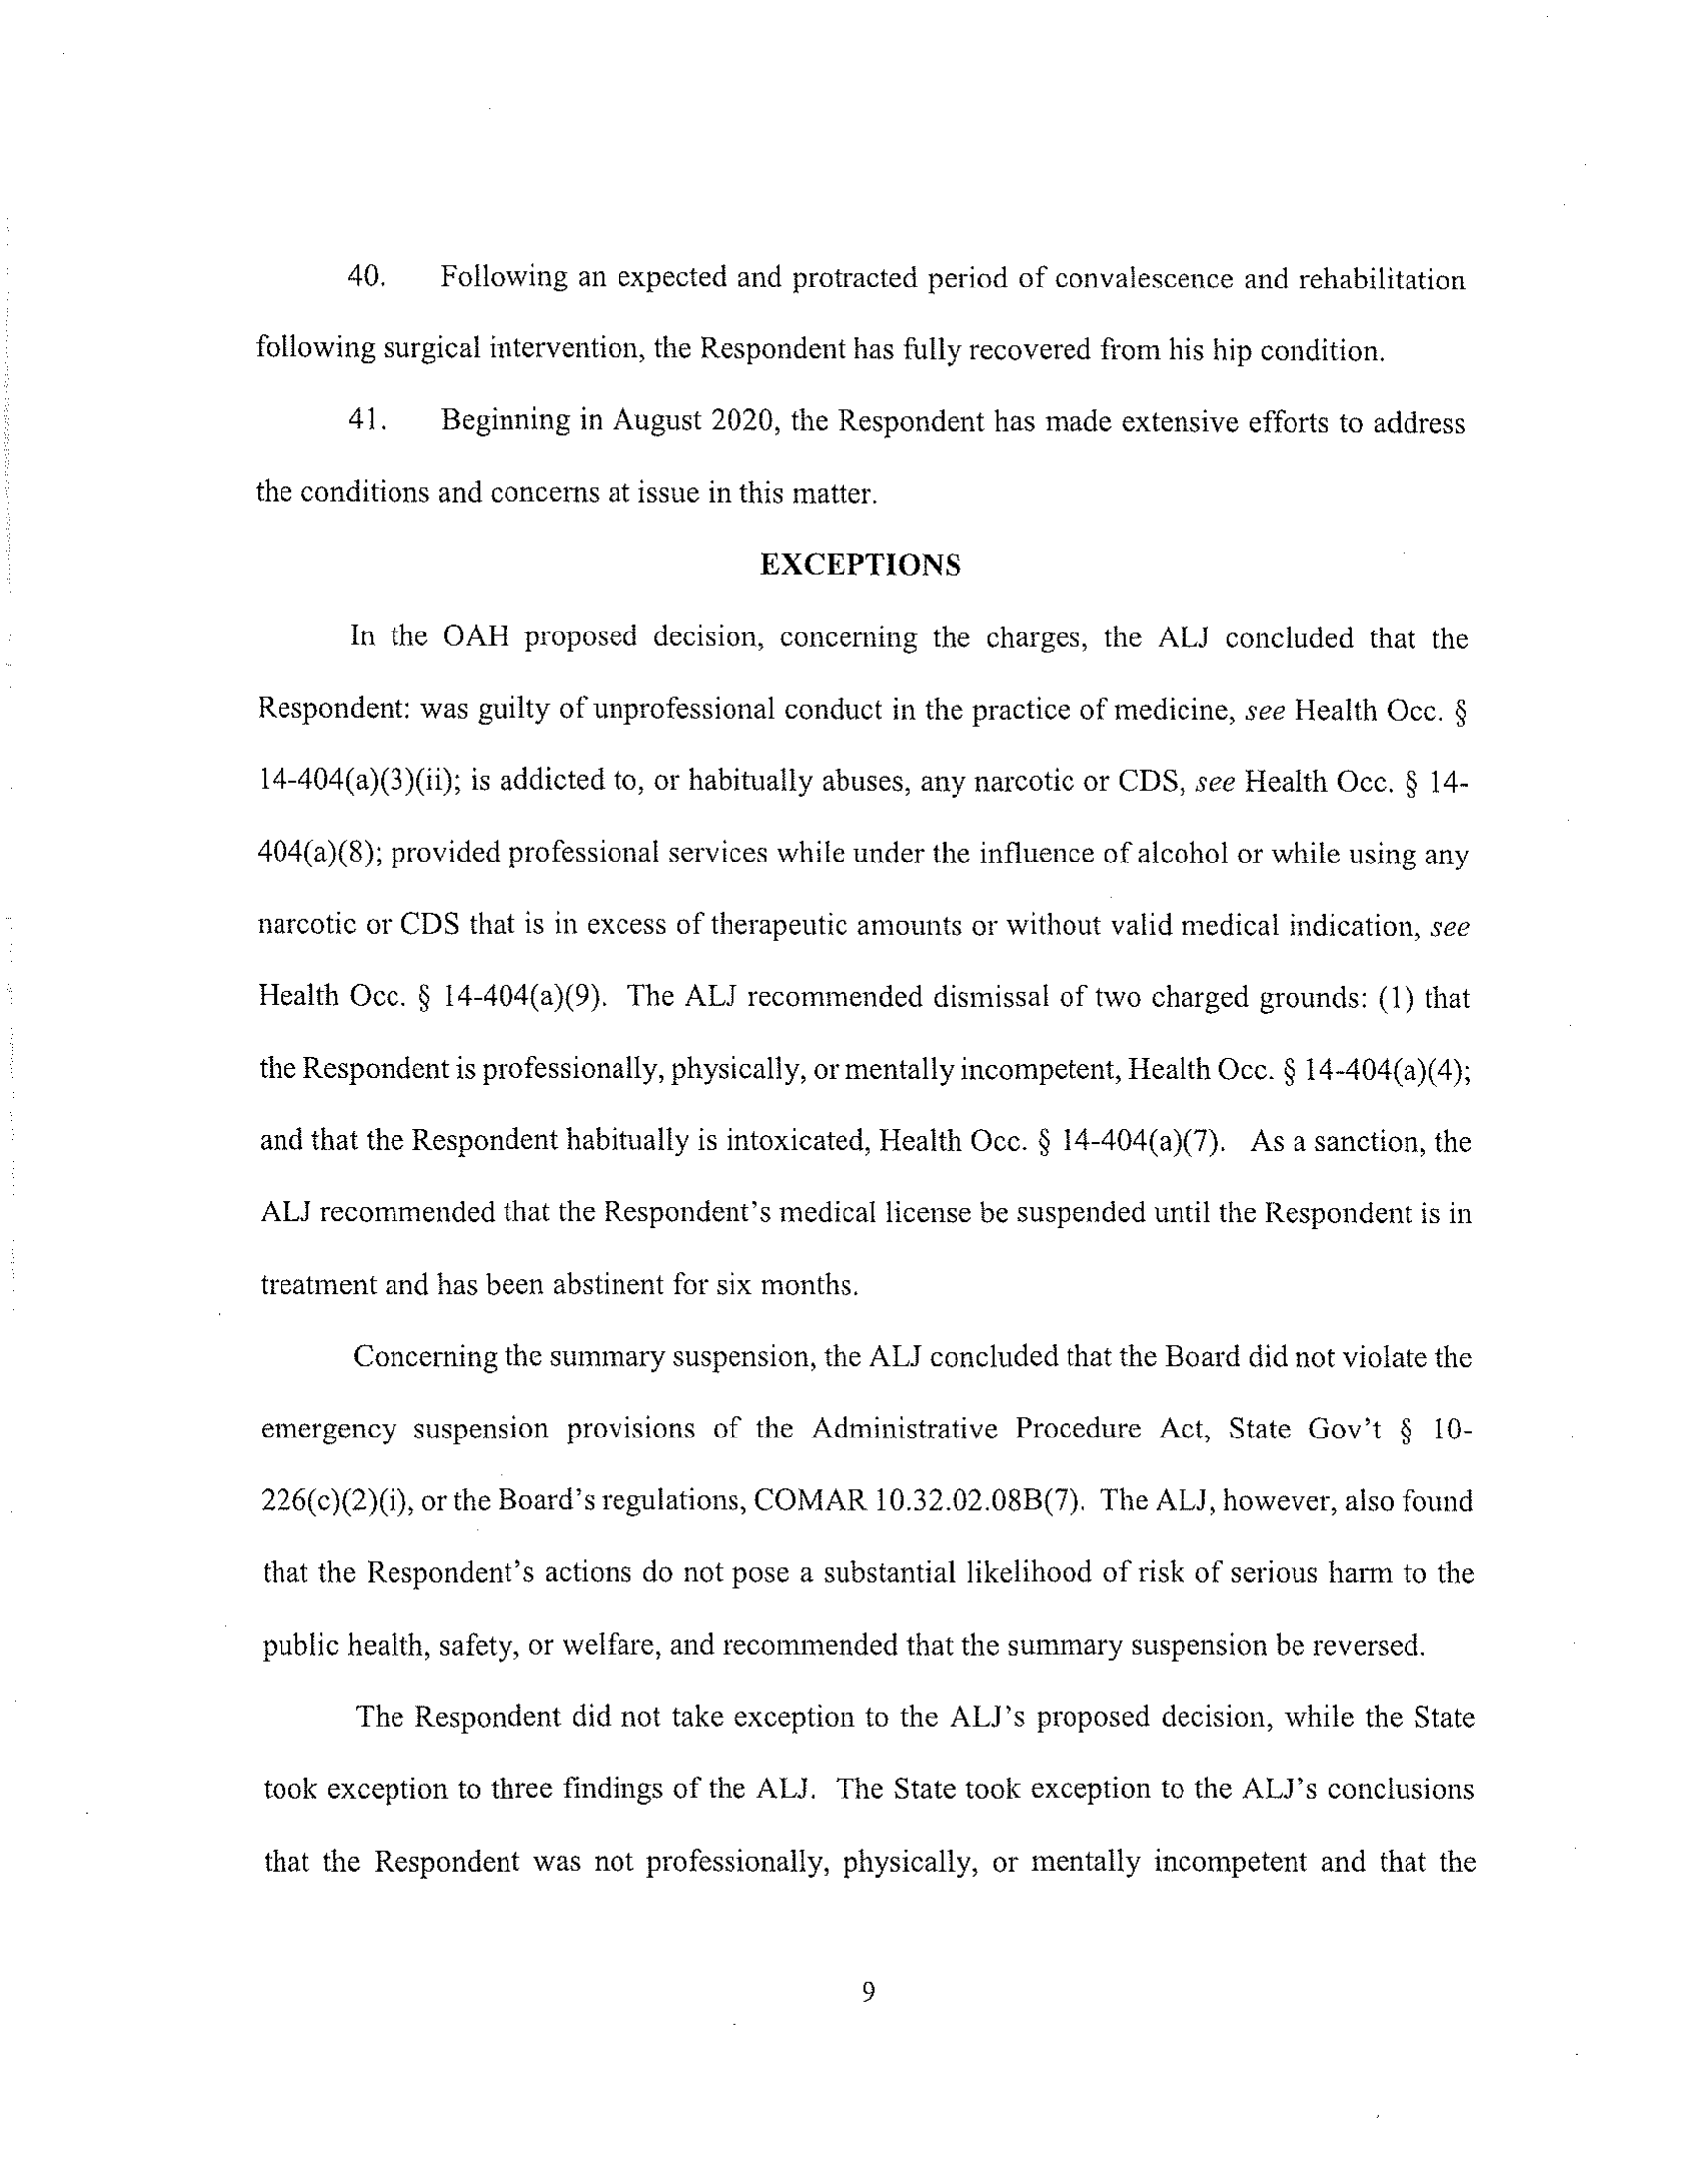 40. Following an expected and protracted period of convalescence and rehabilitation
following surgical intervention, the Respondent has fully recovered from his hip condition.
41. Beginning in August 2020, the Respondent has made extensive efforts to address
the conditions and concerns at issue in this matter.
EXCEPTIONS
In the OAH proposed decision, concerning the charges, the ALJ concluded that the
Respondent: was guilty of unprofessional conduct in the practice of medicine, see Health Occ. §
14-404(a)(3)(ii); is addicted to, or habitually abuses, any narcotic or CDS, see Health Occ. § 14-
404(a)(8); provided professional services while under the influence of alcohol or while using any
narcotic or CDS that is in excess of therapeutic amounts or without valid medical indication, see
Health Occ. § 14-404(a)(9). The ALJ recommended dismissal of two charged grounds: (1) that
the Respondent is professionally, physically, or mentally incompetent, Health Occ. § 14-404(a)(4);
and that the Respondent habitually is intoxicated, Health Occ. § 14-404(a)(7). As a sanction, the
ALJ recommended that the Respondent's medical license be suspended until the Respondent is in
treatment and has been abstinent for six months.
Concerning the summary suspension, the ALJ concluded that the Board did not violate the
emergency suspension provisions of the Administrative Procedure Act, State Gov't § 10-
226(c)(2)(i), or the Board's regulations, COMAR 10.32.02.08B(7). The ALJ, however, also found
that the Respondent's actions do not pose a substantial likelihood of risk of serious harm to the
public health, safety, or welfare, and recommended that the summary suspension be reversed.
The Respondent did not take exception to the ALJ's proposed decision, while the State
took exception to three findings of the ALJ. The State took exception to the ALJ's conclusions
that the Respondent was not professionally, physically, or mentally incompetent and that the
9